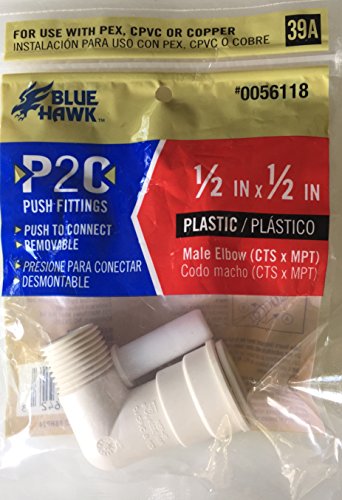 FOR USE WITH PEX, CPVC OR COPPER
INSTALACIÓN PARA USO CON PEX, CPVC O COBRE
39A
BLUE
HAWK™
#0056118
P2C
PUSH FITTINGS
PUSH TO CONNECT
REMOVABLE
PRESIONE PARA CONECTAR
DESMONTABLE
1/2 IN x 1/2 IN
PLASTIC / PLÁSTICO
Male Elbow (CTS x MPT)
Codo macho (CTS x MPT)